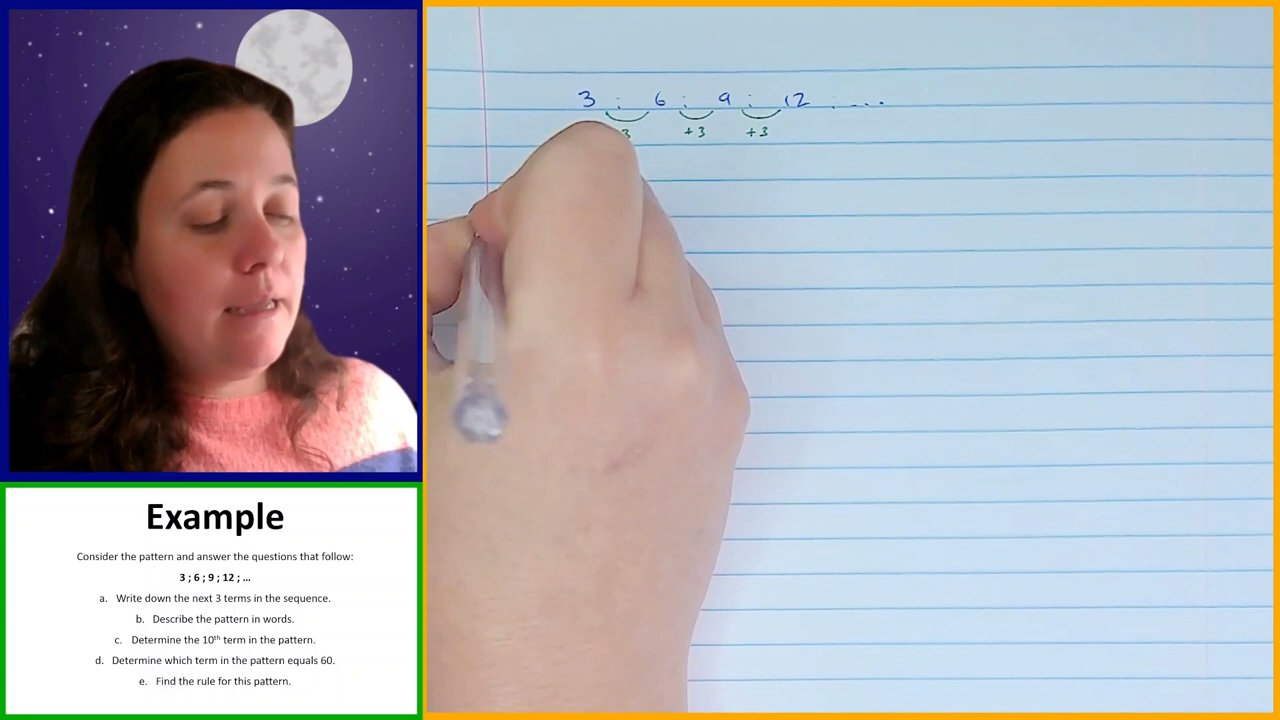 3 ; 6 ; 9 ; 12 ; ...
3 +3 +3
Example
Consider the pattern and answer the questions that follow:
3 ; 6 ; 9 ; 12 ; ...
a. Write down the next 3 terms in the sequence.
b. Describe the pattern in words.
c. Determine the 10th term in the pattern.
d. Determine which term in the pattern equals 60.
e. Find the rule for this pattern.